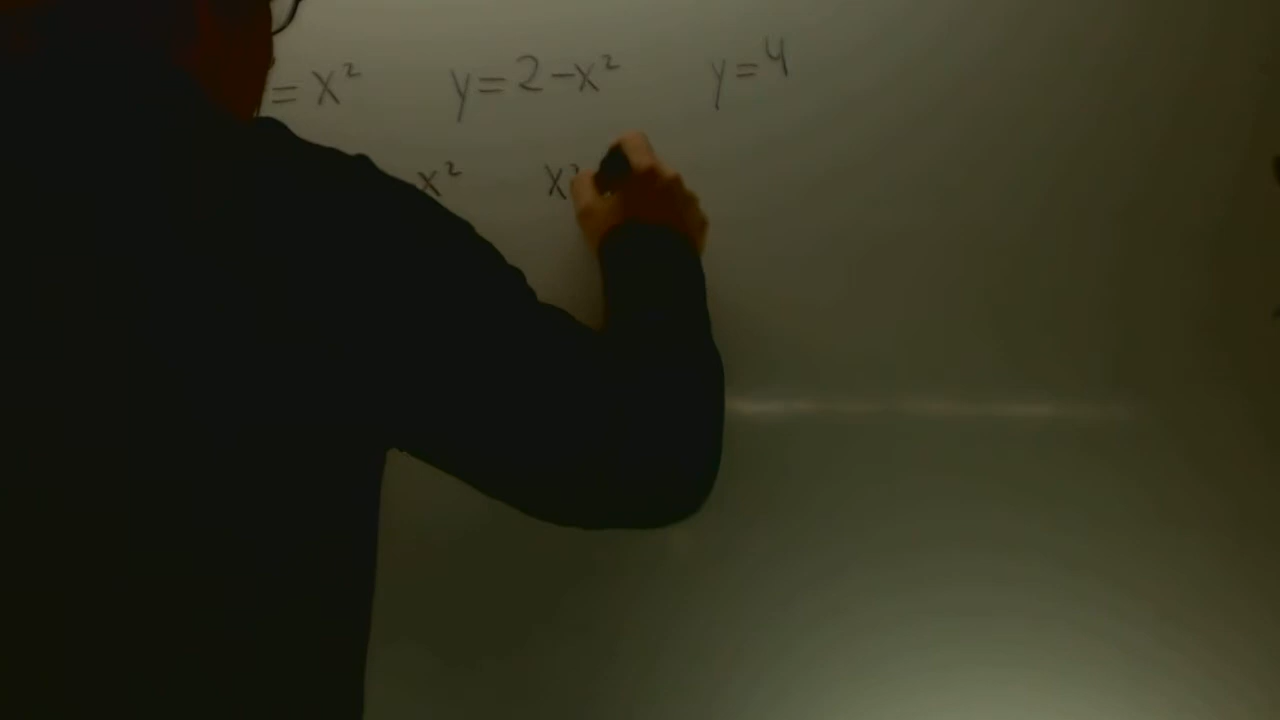 = x² y = 2 - x² y = 4
x² x